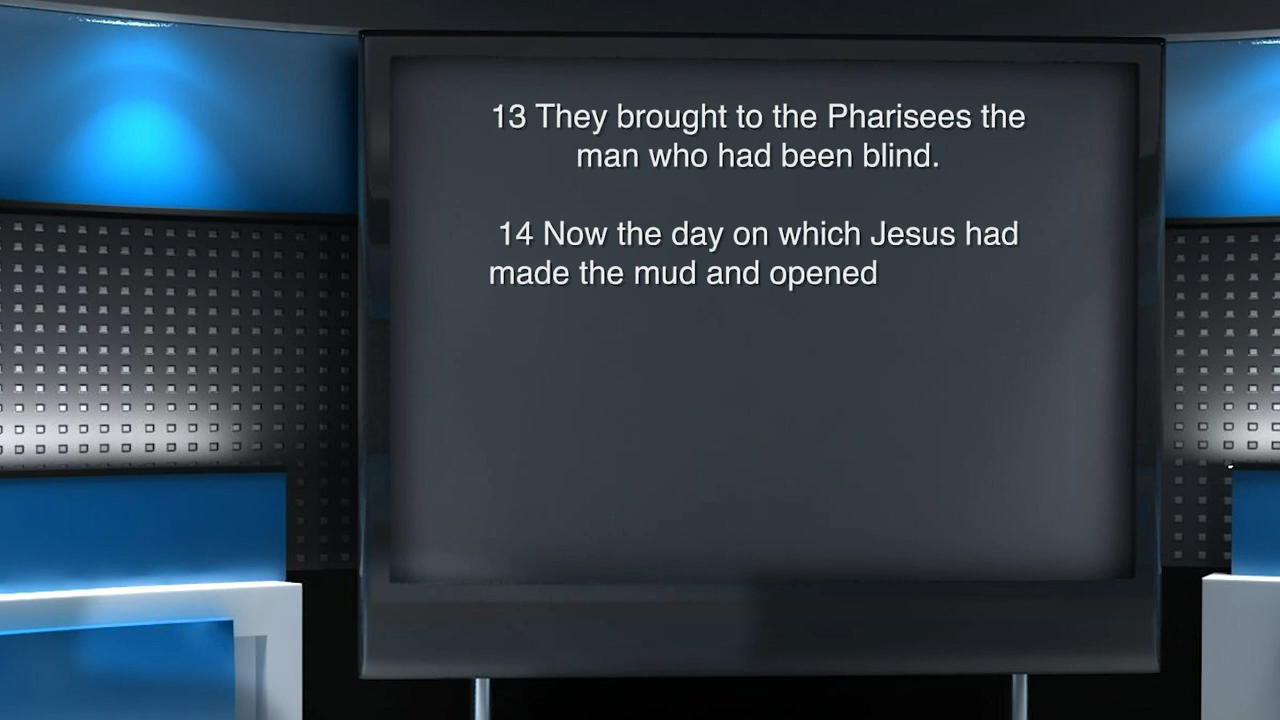 13 They brought to the Pharisees the
man who had been blind.
14 Now the day on which Jesus had
made the mud and opened